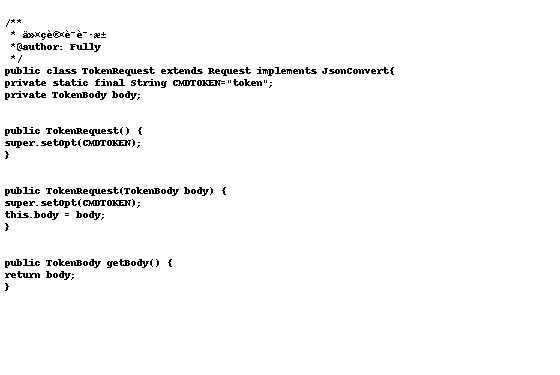 /**
 * ä»¤ç‰Œè®¤è¯è¯·æ±
 *@author: Fully
 */
public class TokenRequest extends Request implements JsonConvert{
private static final String CMDTOKEN="token";
private TokenBody body;
public TokenRequest() {
super.setOpt(CMDTOKEN);
}
public TokenRequest(TokenBody body) {
super.setOpt(CMDTOKEN);
this.body = body;
}
public TokenBody getBody() {
return body;
}